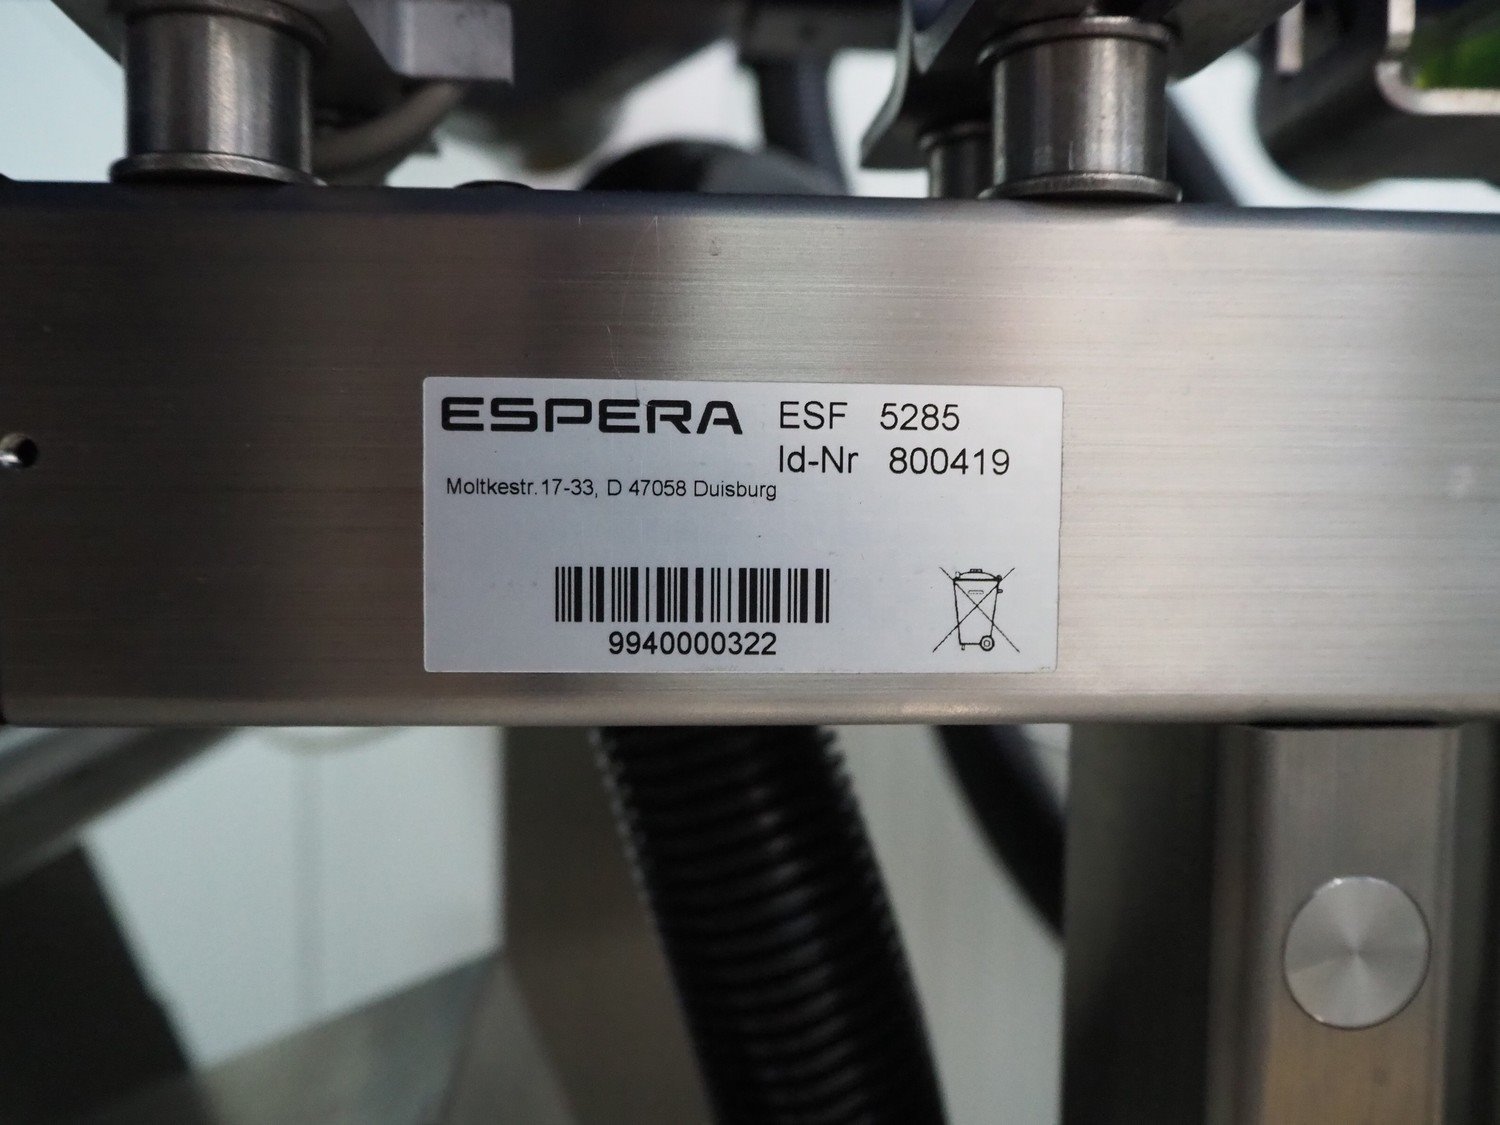 ESPERA ESF 5285
Id-Nr 800419
Moltkestr.17-33, D 47058 Duisburg
9940000322